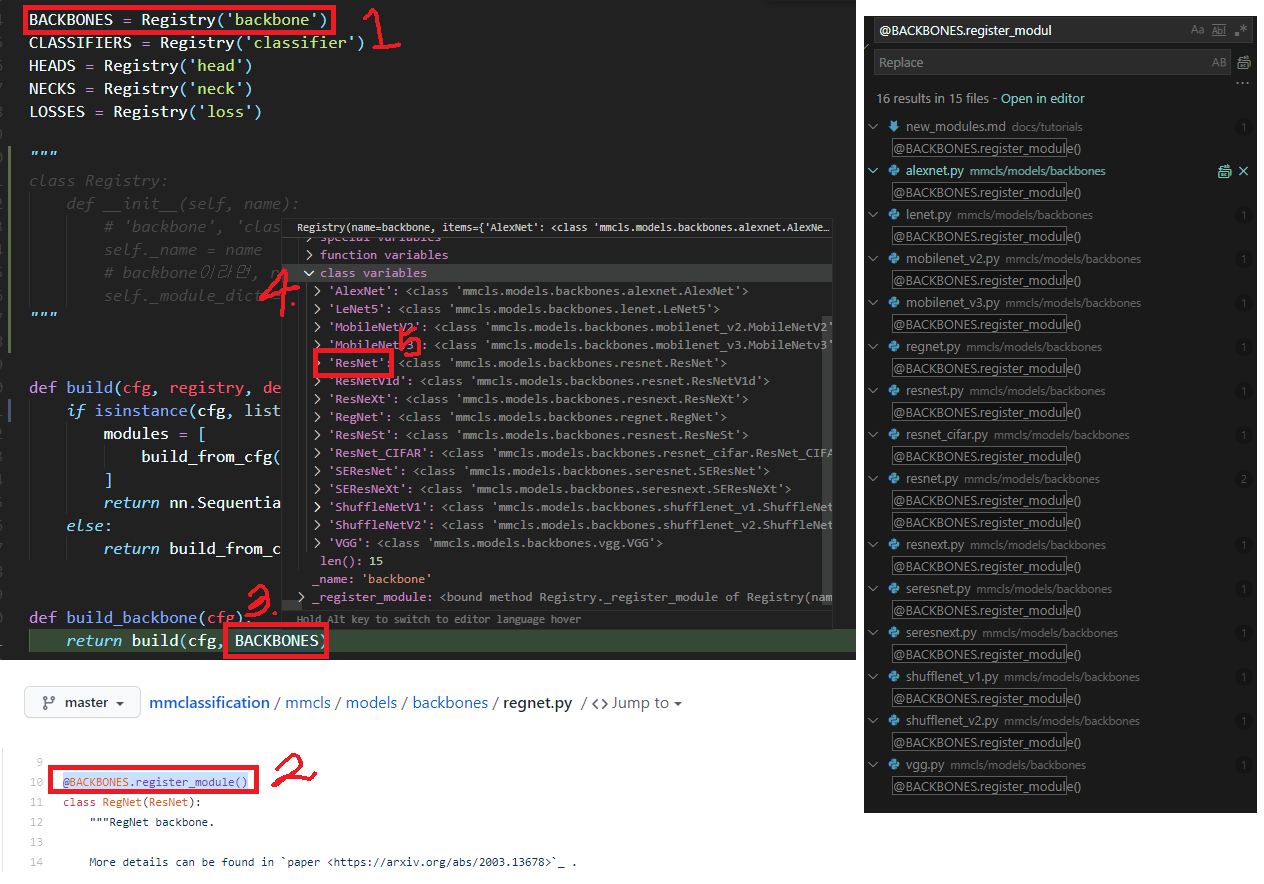 BACKBONES = Registry('backbone')
1
CLASSIFIERS = Registry('classifier')
HEADS = Registry('head')
NECKS = Registry('neck')
LOSSES = Registry('loss')
"""
class Registry:
def __init__(self, name):
# 'backbone', 'clas
self._name = name
# backbone이라면, n
self._module_dict
"""
def build(cfg, registry, de
if isinstance(cfg, list
modules = [
build_from_cfg(
]
return nn.Sequentia
else:
return build_from_c
3.
def build_backbone(cfg):
return build(cfg, BACKBONES)
Registry(name=backbone, items={'AlexNet': <class 'mmcls.models.backbones.alexnet.AlexNe…
special variables
function variables
4.
class variables
'AlexNet': <class 'mmcls.models.backbones.alexnet.AlexNet'>
'LeNet5': <class 'mmcls.models.backbones.lenet.LeNet5'>
'MobileNetV2': <class 'mmcls.models.backbones.mobilenet_v2.MobileNetV2'
'MobileNetv3': <class 'mmcls.models.backbones.mobilenet_v3.MobileNetv3'
5
'ResNet': <class 'mmcls.models.backbones.resnet.ResNet'>
'ResNetV1d': <class 'mmcls.models.backbones.resnet.ResNetV1d'>
'ResNeXt': <class 'mmcls.models.backbones.resnext.ResNeXt'>
'RegNet': <class 'mmcls.models.backbones.regnet.RegNet'>
'ResNeSt': <class 'mmcls.models.backbones.resnest.ResNeSt'>
'ResNet_CIFAR': <class 'mmcls.models.backbones.resnet_cifar.ResNet_CIFA
'SEResNet': <class 'mmcls.models.backbones.seresnet.SEResNet'>
'SEResNeXt': <class 'mmcls.models.backbones.seresnext.SEResNeXt'>
'ShuffleNetV1': <class 'mmcls.models.backbones.shufflenet_v1.ShuffleNet
'ShuffleNetV2': <class 'mmcls.models.backbones.shufflenet_v2.ShuffleNet
'VGG': <class 'mmcls.models.backbones.vgg.VGG'>
len(): 15
_name: 'backbone'
_register_module: <bound method Registry._register_module of Registry(nam
Hold Alt key to switch to editor language hover
master
mmclassification / mmcls / models / backbones / regnet.py / <> Jump to
9
10 @BACKBONES.register_module()
2
11 class RegNet(ResNet):
12 """RegNet backbone.
13
14 More details can be found in `paper <https://arxiv.org/abs/2003.13678>`_ .
@BACKBONES.register_modul
Aa Abl .*
Replace
AB
...
16 results in 15 files - Open in editor
new_modules.md docs/tutorials 1
@BACKBONES.register_module()
alexnet.py mmcls/models/backbones
@BACKBONES.register_module()
lenet.py mmcls/models/backbones 1
@BACKBONES.register_module()
mobilenet_v2.py mmcls/models/backbones 1
@BACKBONES.register_module()
mobilenet_v3.py mmcls/models/backbones 1
@BACKBONES.register_module()
regnet.py mmcls/models/backbones 1
@BACKBONES.register_module()
resnest.py mmcls/models/backbones 1
@BACKBONES.register_module()
resnet_cifar.py mmcls/models/backbones 1
@BACKBONES.register_module()
resnet.py mmcls/models/backbones 2
@BACKBONES.register_module()
@BACKBONES.register_module()
resnext.py mmcls/models/backbones 1
@BACKBONES.register_module()
seresnet.py mmcls/models/backbones 1
@BACKBONES.register_module()
seresnext.py mmcls/models/backbones 1
@BACKBONES.register_module()
shufflenet_v1.py mmcls/models/backbones 1
@BACKBONES.register_module()
shufflenet_v2.py mmcls/models/backbones 1
@BACKBONES.register_module()
vgg.py mmcls/models/backbones 1
@BACKBONES.register_module()